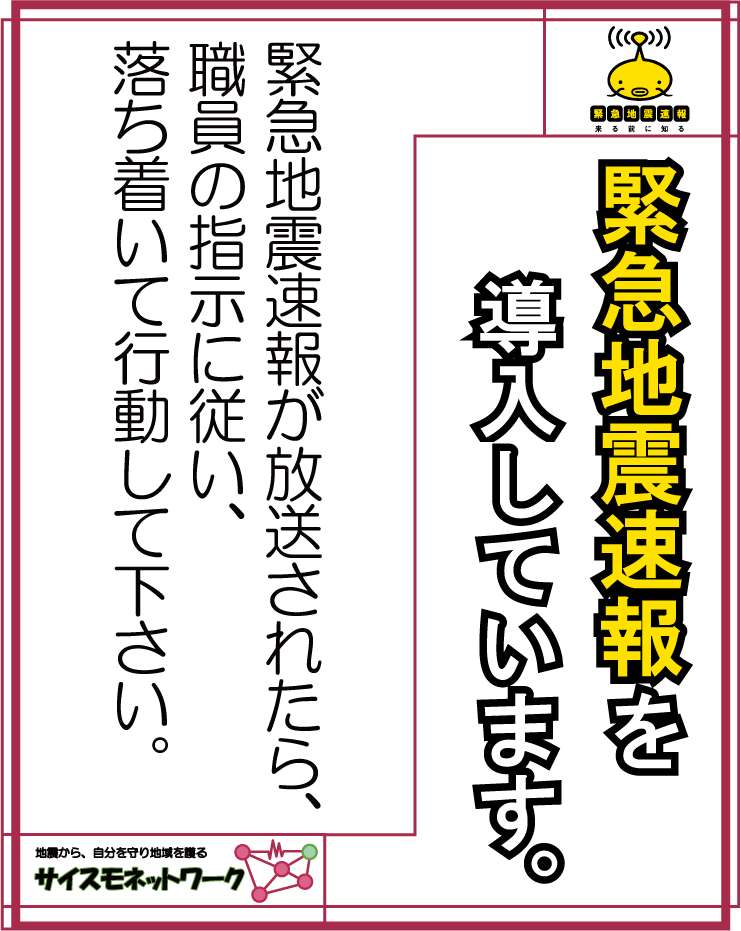 緊急地震速報
来る前に知る
緊急地震速報を
導入しています。
緊急地震速報が放送されたら、
職員の指示に従い、
落ち着いて行動して下さい。
地震から、自分を守り地域を護る
サイスモネットワーク